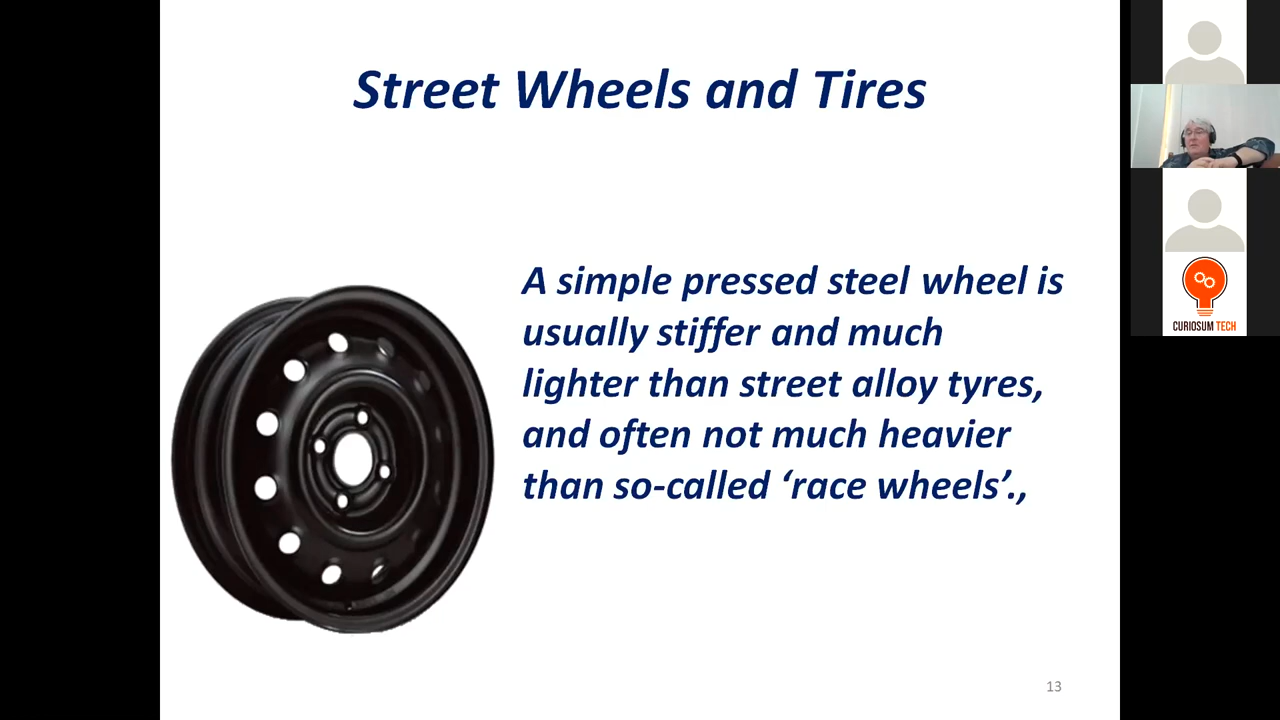 Street Wheels and Tires
A simple pressed steel wheel is
usually stiffer and much
lighter than street alloy tyres,
and often not much heavier
than so-called ‘race wheels’.,
13
CURIOSUM TECH